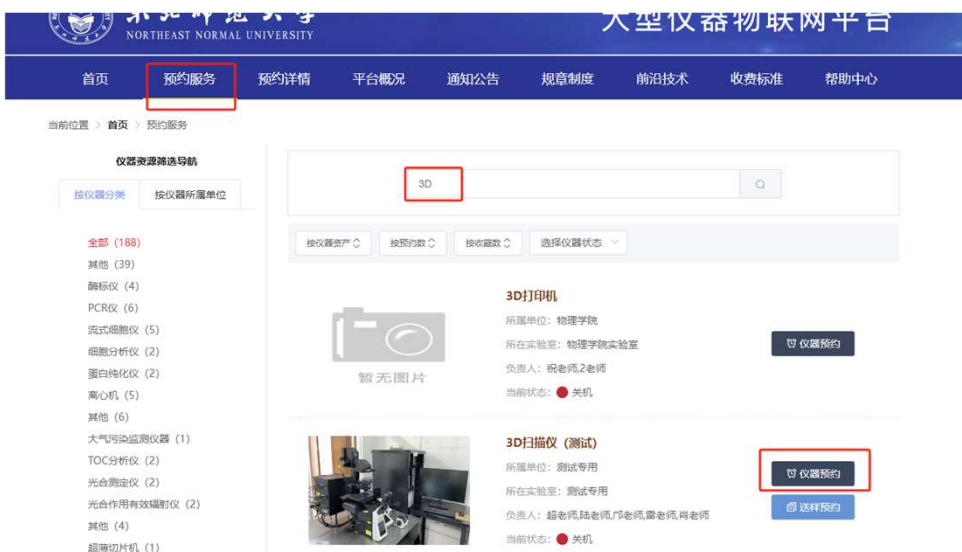 东北师范大学
NORTHEAST NORMAL UNIVERSITY
大型仪器物联网平台
首页 预约服务 预约详情 平台概况 通知公告 规章制度 前沿技术 收费标准 帮助中心
当前位置 > 首页 > 预约服务
仪器资源筛选导航
按仪器分类 按仪器所属单位
3D
全部 (188)
其他 (39)
酶标仪 (4)
PCR仪 (6)
流式细胞仪 (5)
细胞分析仪 (2)
蛋白纯化仪 (2)
离心机 (5)
其他 (6)
大气污染监测仪器 (1)
TOC分析仪 (2)
光合测定仪 (2)
光合作用有效辐射仪 (2)
其他 (4)
超薄切片机 (1)
按仪器资产 按预约数 按收藏数 选择仪器状态
暂无图片
3D打印机
所属单位：物理学院
所在实验室：物理学院实验室
负责人：祝老师,2老师
当前状态： 关机
仪器预约
3D扫描仪（测试）
所属单位：测试专用
所在实验室：测试专用
负责人：超老师,陆老师,邝老师,雷老师,肖老师
当前状态： 关机
仪器预约
送样预约